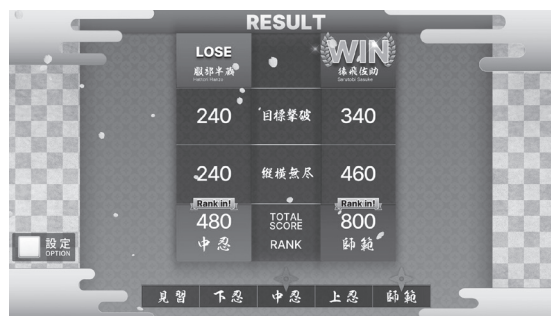 RESULT
LOSE
WIN
服部半蔵
Hattori Hanzo
猿飛佐助
Sarutobi Sasuke
240 目標撃破 340
240 縦横無尽 460
Rank in! Rank in!
480 TOTAL SCORE 800
中忍 RANK 師範
設定
OPTION
見習 下忍 中忍 上忍 師範